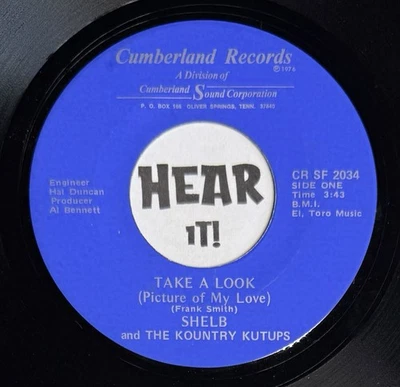 Cumberland Records
℗1976
A Division of
Cumberland Sound Corporation
P. O. BOX 166 OLIVER SPRINGS, TENN. 37840
Engineer
Hal Duncan
Producer
Al Bennett
HEAR
IT!
CR SF 2034
SIDE ONE
Time 3:43
B.M.I.
El, Toro Music
TAKE A LOOK
(Picture of My Love)
(Frank Smith)
SHELB
and THE KOUNTRY KUTUPS